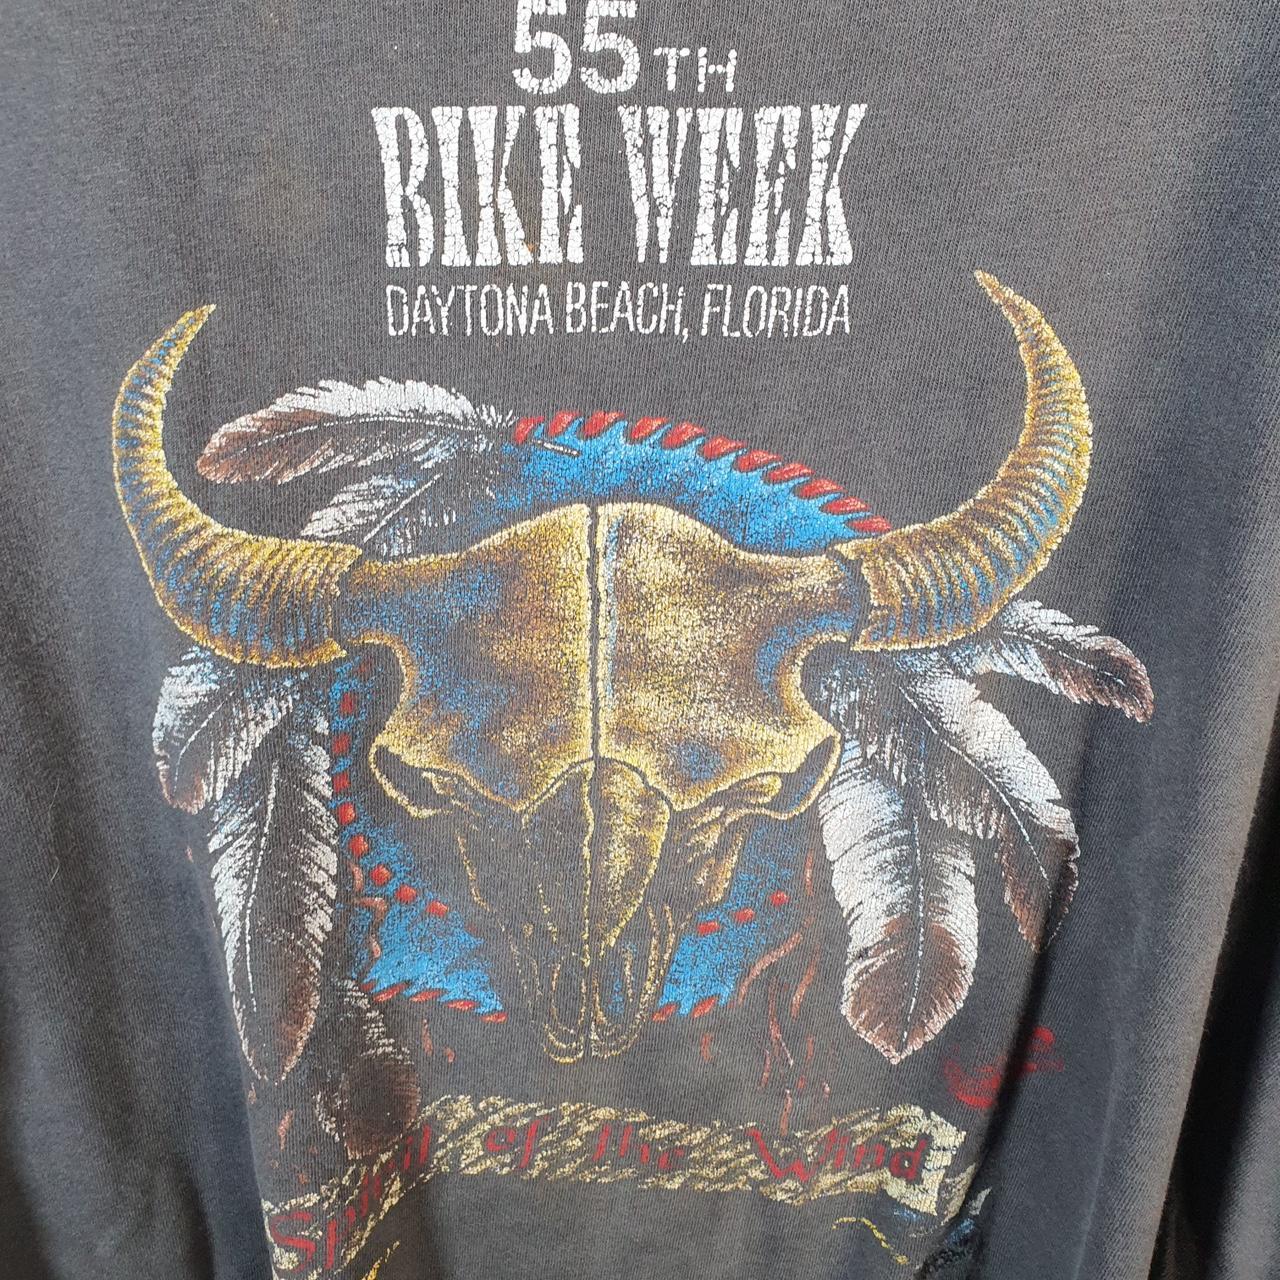 55TH
BIKE WEEK
DAYTONA BEACH, FLORIDA
Spirit of the Wind